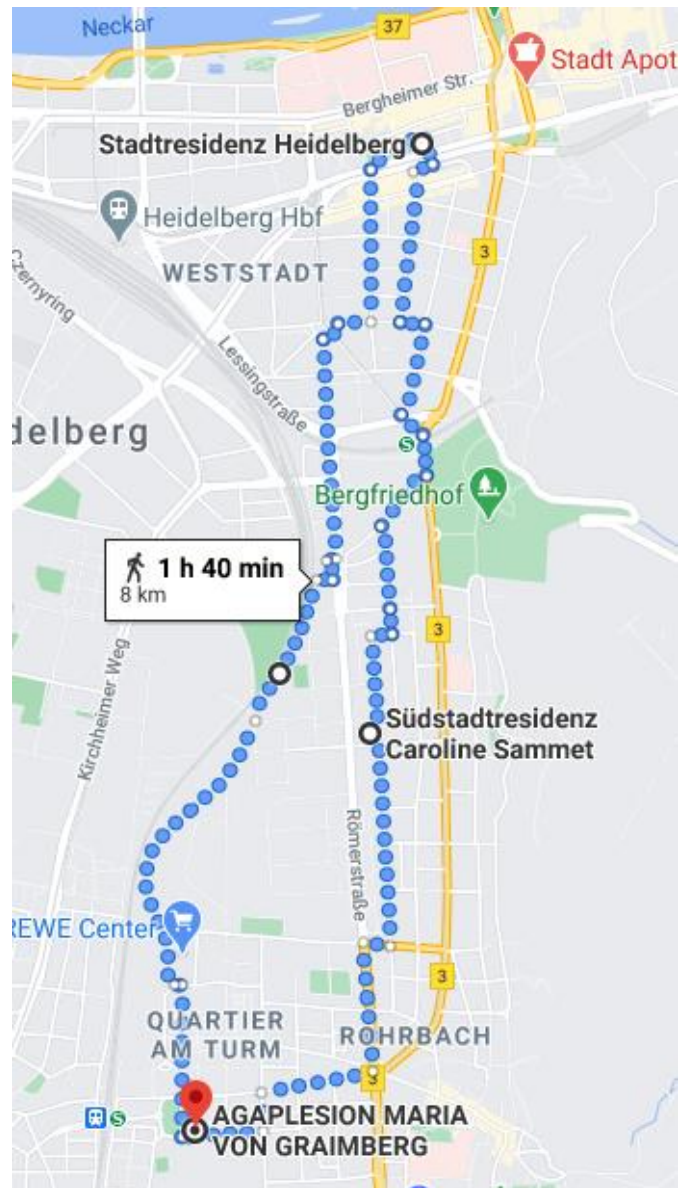 Neckar
37
Stadt Apot
Bergheimer Str.
Stadtresidenz Heidelberg
Heidelberg Hbf
3
WESTSTADT
Czernyring
Lessingstraße
delberg
S
Bergfriedhof
1 h 40 min
8 km
3
Kirchheimer Weg
Südstadtresidenz
Caroline Sammet
Römerstraße
REWE Center
3
QUARTIER
AM TURM
ROHRBACH
3
S
AGAPLESION MARIA
VON GRAIMBERG